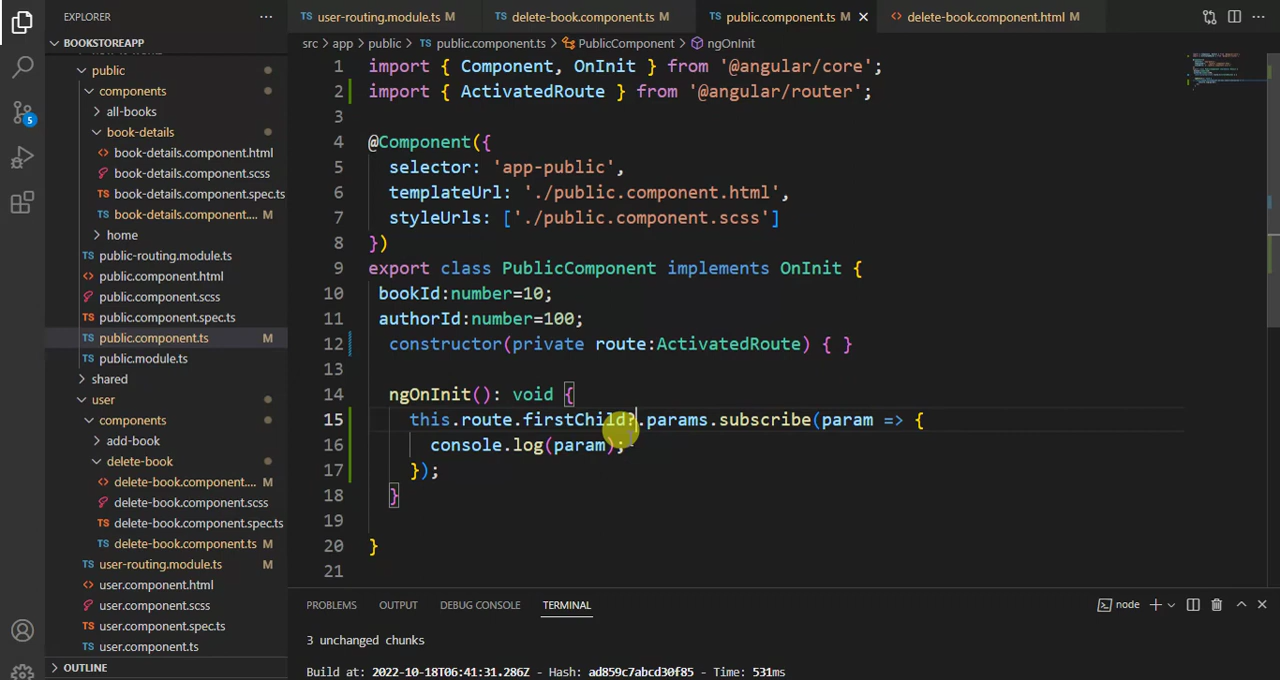 EXPLORER
BOOKSTOREAPP
public
components
all-books
book-details
book-details.component.html
book-details.component.scss
book-details.component.spec.ts
book-details.component.... M
home
public-routing.module.ts
public.component.html
public.component.scss
public.component.spec.ts
public.component.ts M
public.module.ts
shared
user
components
add-book
delete-book
delete-book.component.... M
delete-book.component.scss
delete-book.component.spec.ts
delete-book.component.ts M
user-routing.module.ts M
user.component.html
user.component.scss
user.component.spec.ts
user.component.ts
OUTLINE
5
user-routing.module.ts M
delete-book.component.ts M
public.component.ts M
delete-book.component.html M
src > app > public > TS public.component.ts > PublicComponent > ngOnInit
1 import { Component, OnInit } from '@angular/core';
2 import { ActivatedRoute } from '@angular/router';
3
4 @Component({
5 selector: 'app-public',
6 templateUrl: './public.component.html',
7 styleUrls: ['./public.component.scss']
8 })
9 export class PublicComponent implements OnInit {
10 bookId:number=10;
11 authorId:number=100;
12 constructor(private route:ActivatedRoute) { }
13
14 ngOnInit(): void {
15 this.route.firstChild?.params.subscribe(param => {
16 console.log(param);
17 });
18 }
19
20 }
21
PROBLEMS OUTPUT DEBUG CONSOLE TERMINAL
node
3 unchanged chunks
Build at: 2022-10-18T06:41:31.286Z - Hash: ad859c7abcd30f85 - Time: 531ms